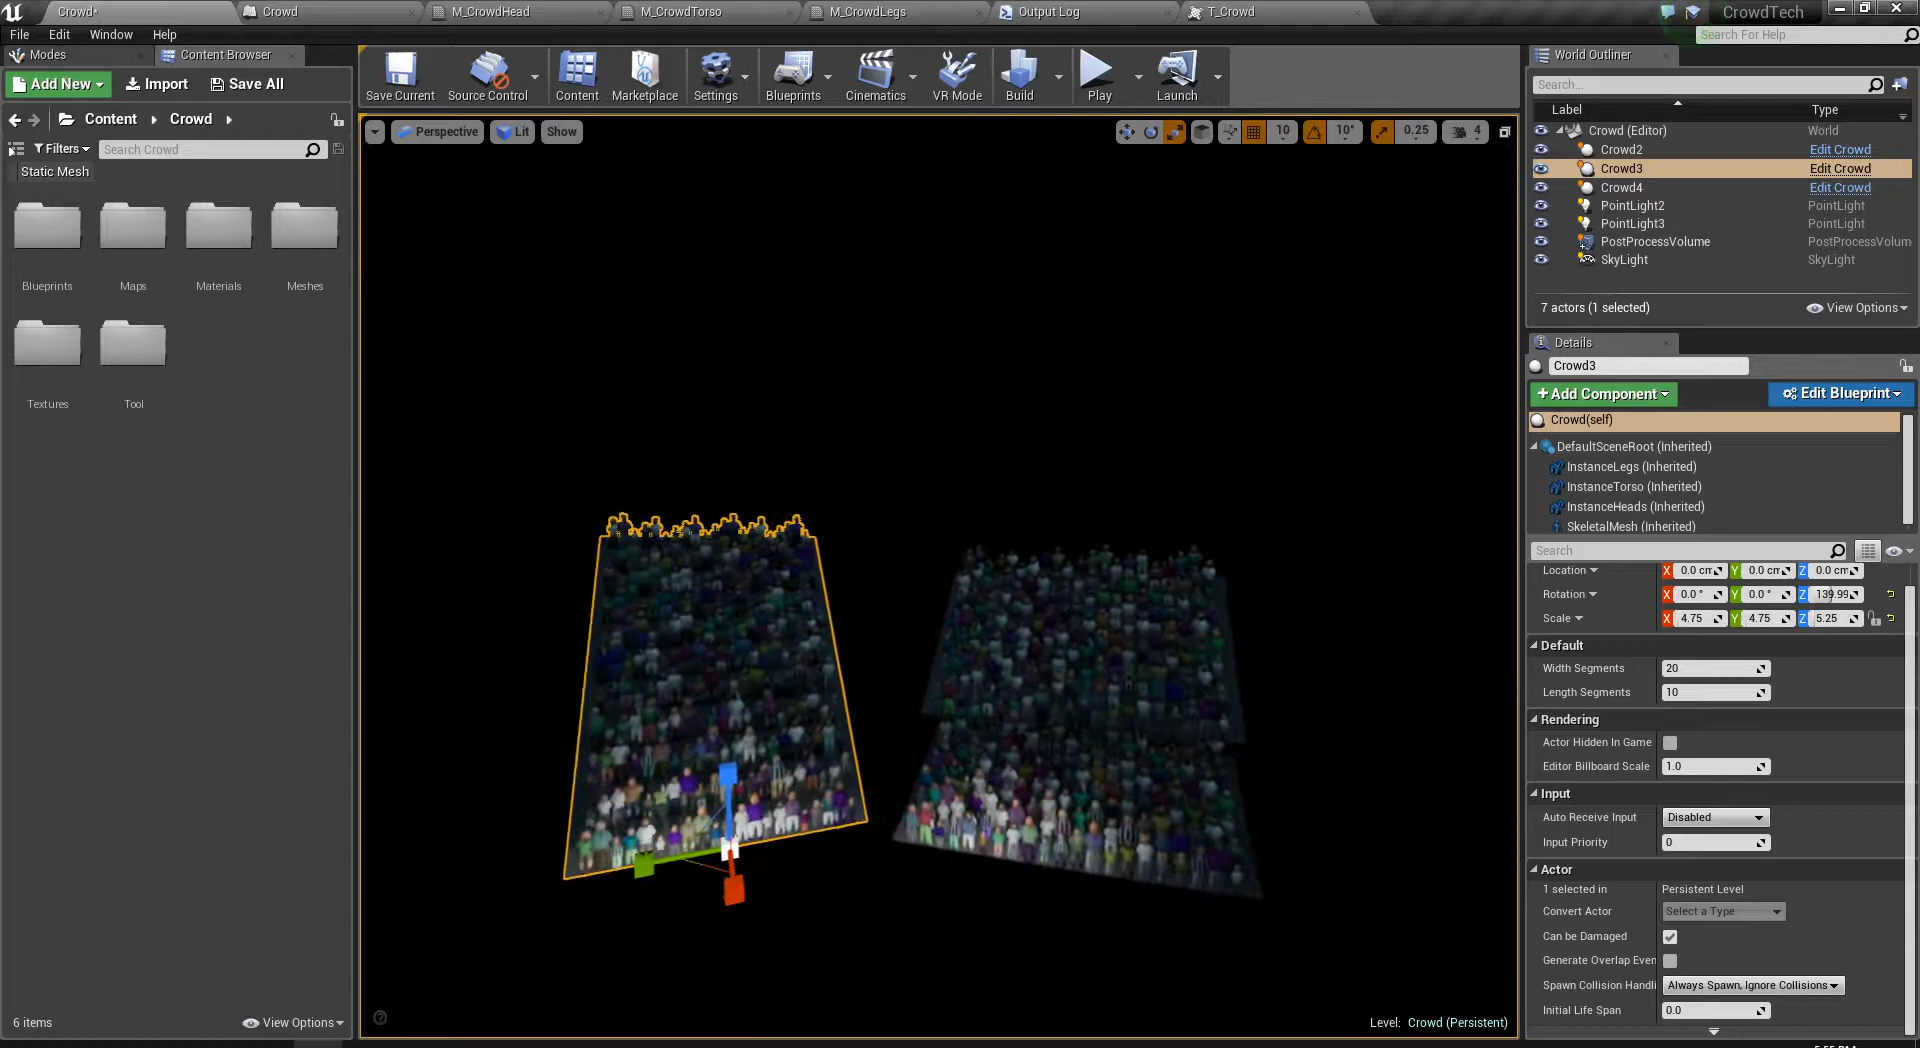 Crowd*
Crowd
M_CrowdHead
M_CrowdTorso
M_CrowdLegs
Output Log
T_Crowd
CrowdTech
File
Edit
Window
Help
Search For Help
Modes
Content Browser
World Outliner
Add New
Import
Save All
Save Current
Source Control
Content
Marketplace
Settings
Blueprints
Cinematics
VR Mode
Build
Play
Launch
Search...
Label
Type
Content
Crowd
Filters
Search Crowd
Static Mesh
Perspective
Lit
Show
10
10°
0.25
4
Crowd (Editor)
World
Crowd2
Edit Crowd
Crowd3
Edit Crowd
Crowd4
Edit Crowd
PointLight2
PointLight
PointLight3
PointLight
PostProcessVolume
PostProcessVolum
SkyLight
SkyLight
7 actors (1 selected)
View Options
Blueprints
Maps
Materials
Meshes
Textures
Tool
Details
Crowd3
Add Component
Edit Blueprint
Crowd(self)
DefaultSceneRoot (Inherited)
InstanceLegs (Inherited)
InstanceTorso (Inherited)
InstanceHeads (Inherited)
SkeletalMesh (Inherited)
Search
Location
X 0.0 cm
Y 0.0 cm
Z 0.0 cm
Rotation
X 0.0 °
Y 0.0 °
Z 139.99
Scale
X 4.75
Y 4.75
Z 5.25
Default
Width Segments
20
Length Segments
10
Rendering
Actor Hidden In Game
Editor Billboard Scale
1.0
Input
Auto Receive Input
Disabled
Input Priority
0
Actor
1 selected in
Persistent Level
Convert Actor
Select a Type
Can be Damaged
Generate Overlap Even
Spawn Collision Handli
Always Spawn, Ignore Collisions
Initial Life Span
0.0
6 items
View Options
Level: Crowd (Persistent)